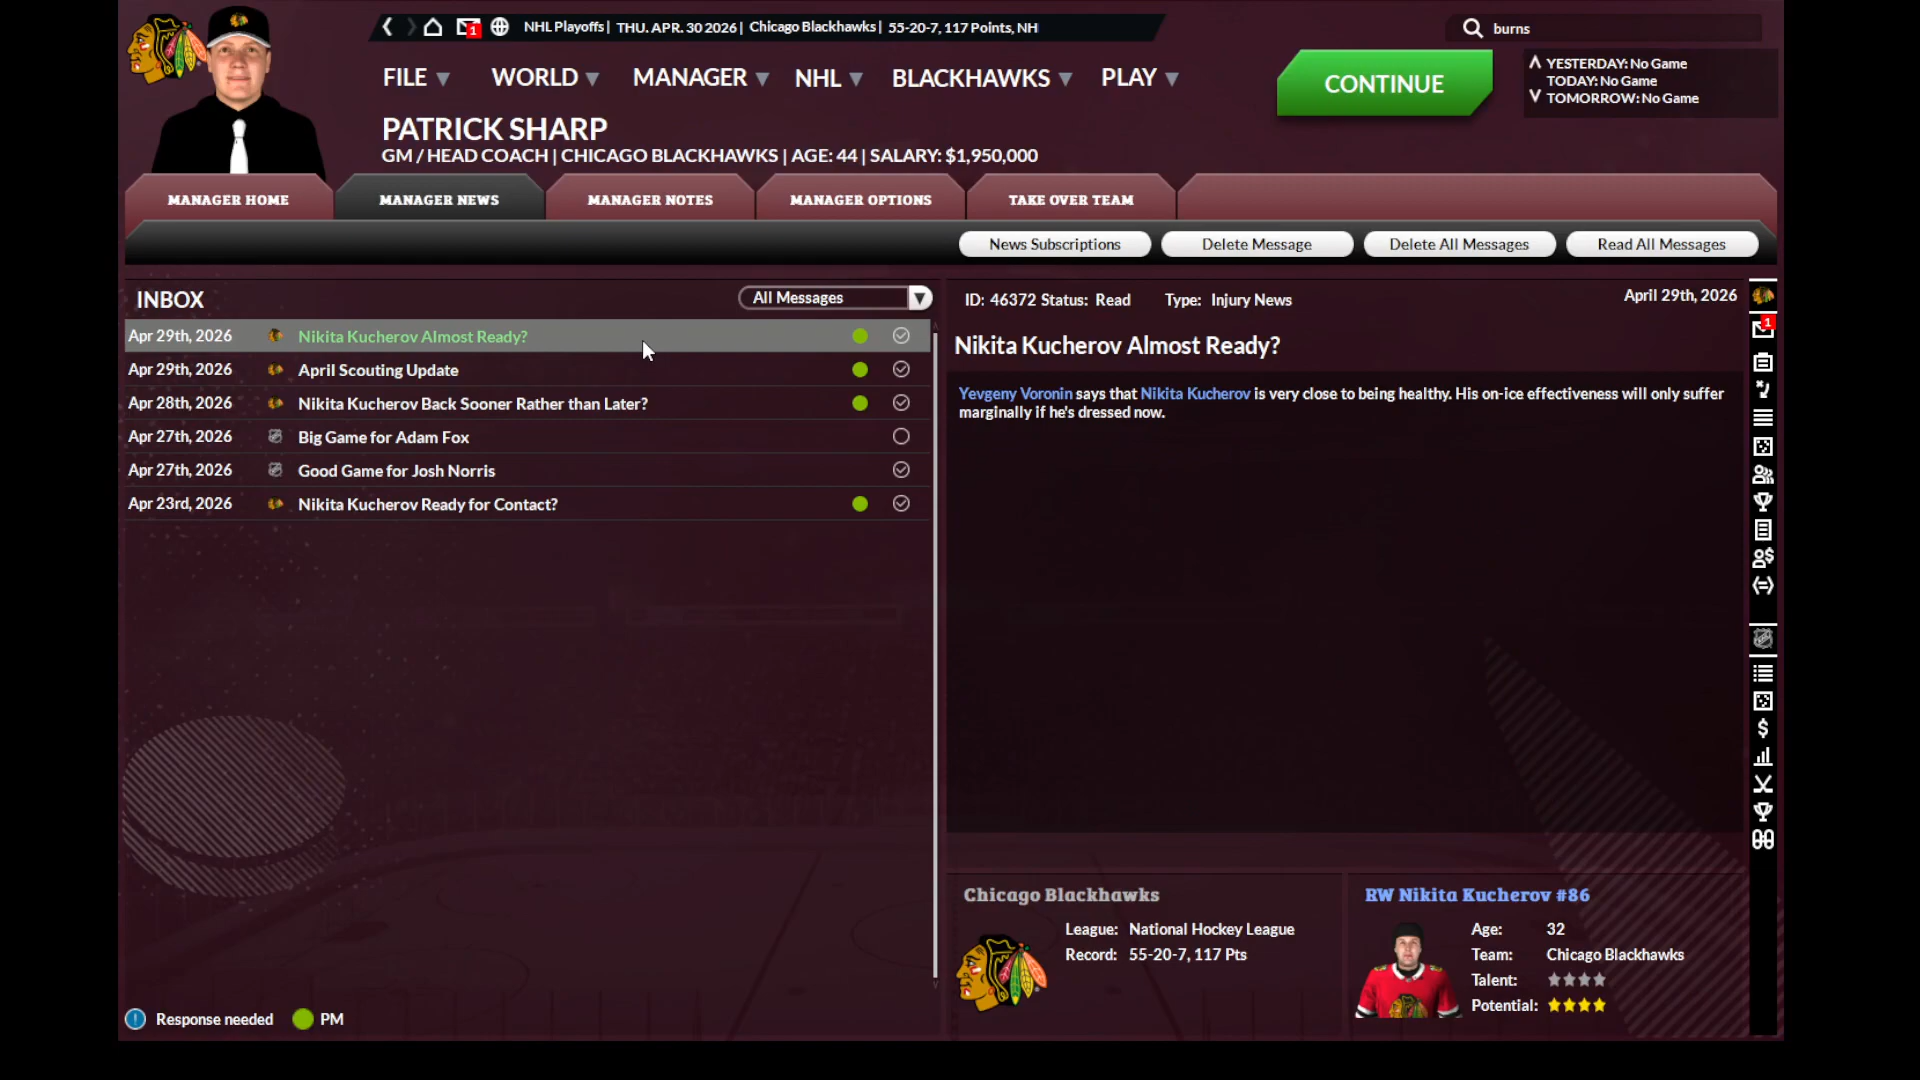 NHL Playoffs| THU. APR. 30 2026 | Chicago Blackhawks | 55-20-7, 117 Points, NH
burns
1
FILE WORLD MANAGER NHL BLACKHAWKS PLAY
CONTINUE
YESTERDAY: No Game
TODAY: No Game
TOMORROW: No Game
PATRICK SHARP
GM / HEAD COACH | CHICAGO BLACKHAWKS | AGE: 44 | SALARY: $1,950,000
MANAGER HOME MANAGER NEWS MANAGER NOTES MANAGER OPTIONS TAKE OVER TEAM
News Subscriptions Delete Message Delete All Messages Read All Messages
INBOX All Messages
Apr 29th, 2026 Nikita Kucherov Almost Ready?
Apr 29th, 2026 April Scouting Update
Apr 28th, 2026 Nikita Kucherov Back Sooner Rather than Later?
Apr 27th, 2026 Big Game for Adam Fox
Apr 27th, 2026 Good Game for Josh Norris
Apr 23rd, 2026 Nikita Kucherov Ready for Contact?
Response needed PM
ID: 46372 Status: Read Type: Injury News April 29th, 2026
1
Nikita Kucherov Almost Ready?
Yevgeny Voronin says that Nikita Kucherov is very close to being healthy. His on-ice effectiveness will only suffer
marginally if he's dressed now.
Chicago Blackhawks
League: National Hockey League
Record: 55-20-7, 117 Pts
RW Nikita Kucherov #86
Age: 32
Team: Chicago Blackhawks
Talent:
Potential: